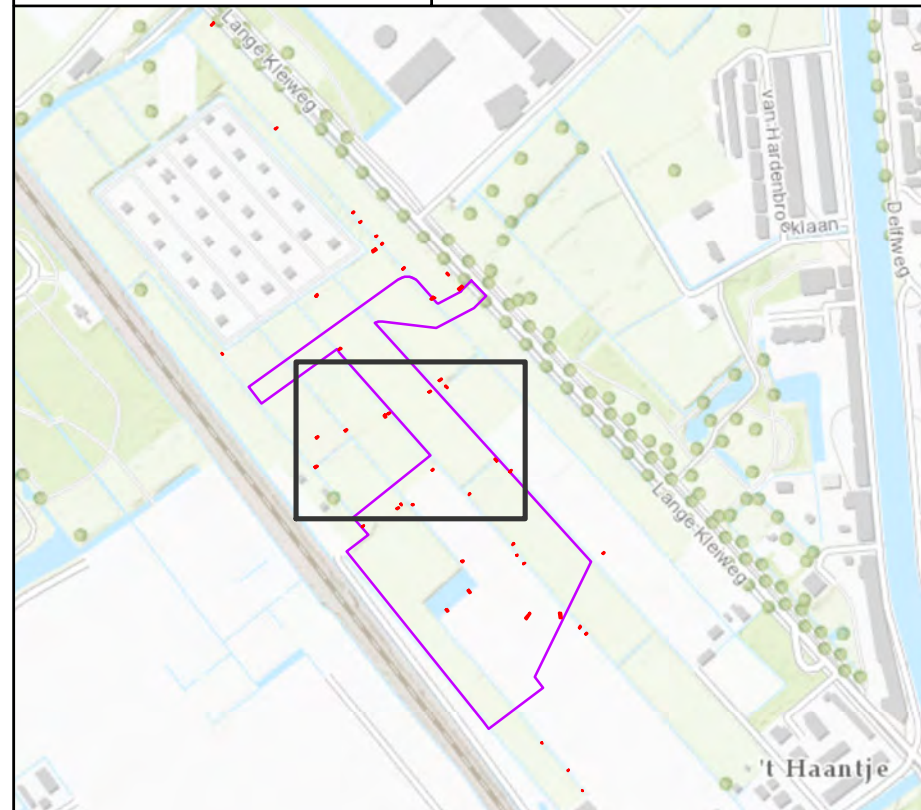 Lange Kleiweg
van Hardenbroeklaan
Delftweg
Lange Kleiweg
't Haantje